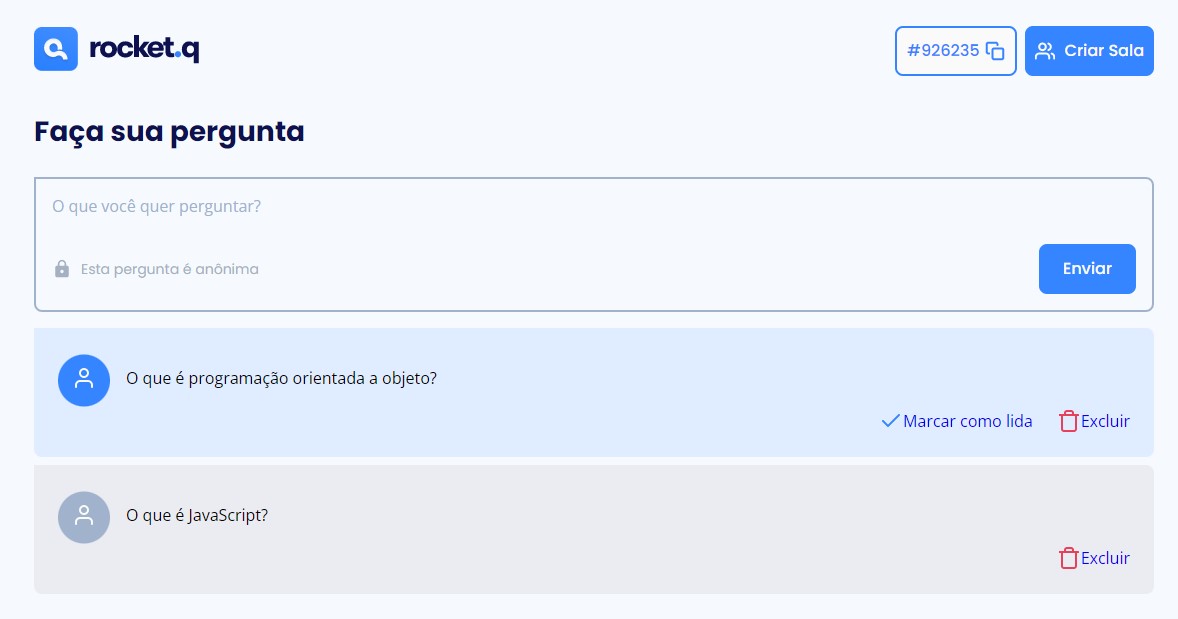 rocket.q
#926235
Criar Sala
Faça sua pergunta
O que você quer perguntar?
Esta pergunta é anônima
Enviar
O que é programação orientada a objeto?
Marcar como lida
Excluir
O que é JavaScript?
Excluir